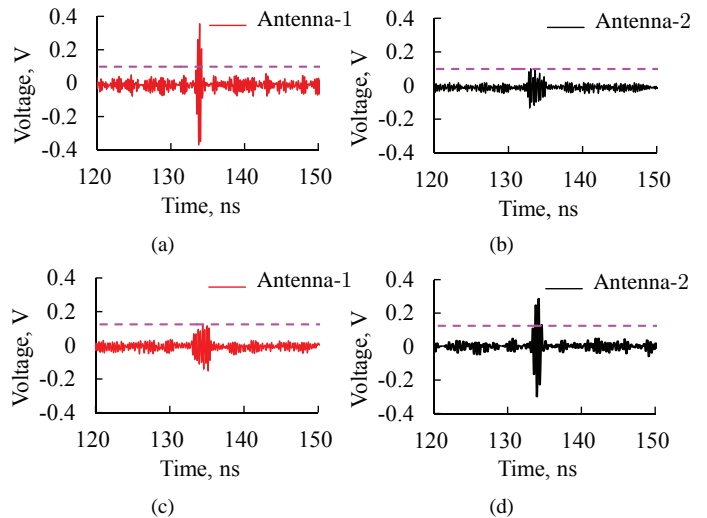 Antenna-1
Voltage, V
0.4
0.2
0
-0.2
-0.4
120 130 140 150
Time, ns
(a)
Antenna-2
Voltage, V
0.4
0.2
0
0.2
-0.4
120 130 140 150
Time, ns
(b)
Antenna-1
Voltage, V
0.4
0.2
0
-0.2
-0.4
120 130 140 150
Time, ns
(c)
Antenna-2
Voltage, V
0.4
0.2
0
-0.2
-0.4
120 130 140 150
Time, ns
(d)